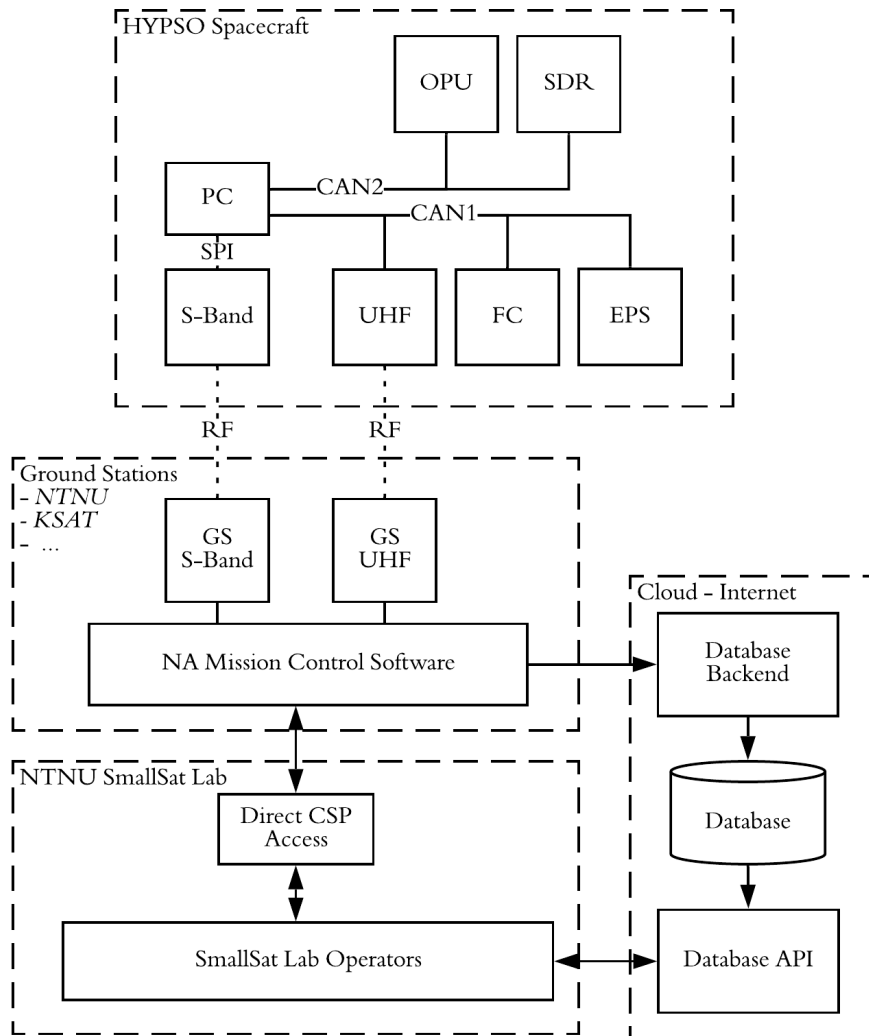 HYPSO Spacecraft
OPU
SDR
PC
CAN2
CAN1
SPI
S-Band
UHF
FC
EPS
RF
RF
Ground Stations
- NTNU
- KSAT
- ...
GS
S-Band
GS
UHF
NA Mission Control Software
Cloud - Internet
Database
Backend
Database
Database API
NTNU SmallSat Lab
Direct CSP
Access
SmallSat Lab Operators